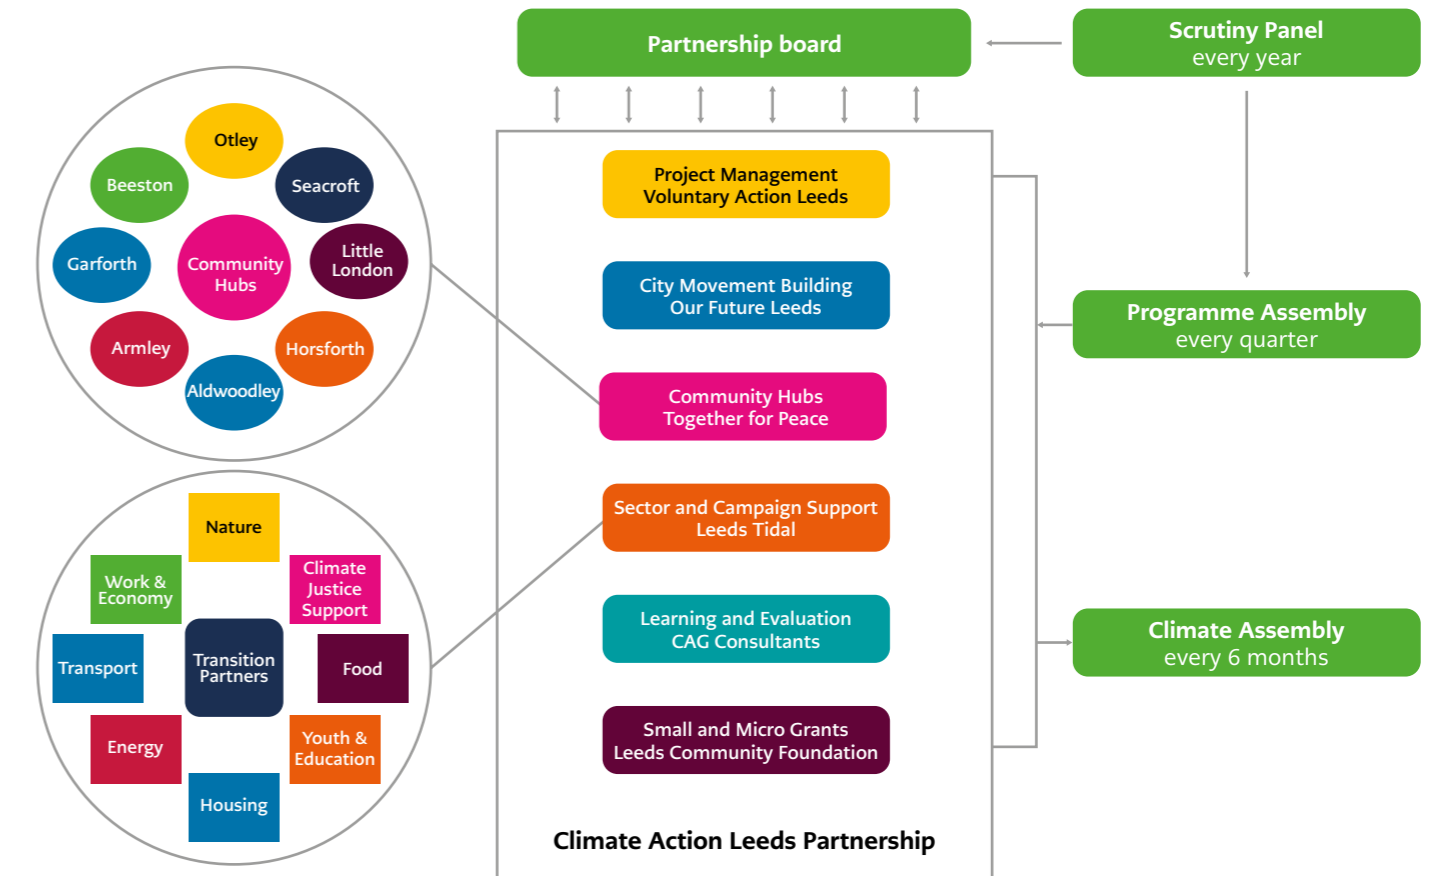 Partnership board
Scrutiny Panel
every year
Otley
Beeston
Seacroft
Garforth
Community
Hubs
Little
London
Armley
Horsforth
Aldwoodley
Project Management
Voluntary Action Leeds
City Movement Building
Our Future Leeds
Community Hubs
Together for Peace
Sector and Campaign Support
Leeds Tidal
Learning and Evaluation
CAG Consultants
Small and Micro Grants
Leeds Community Foundation
Climate Action Leeds Partnership
Programme Assembly
every quarter
Climate Assembly
every 6 months
Nature
Work &
Economy
Climate
Justice
Support
Transport
Transition
Partners
Food
Energy
Youth &
Education
Housing